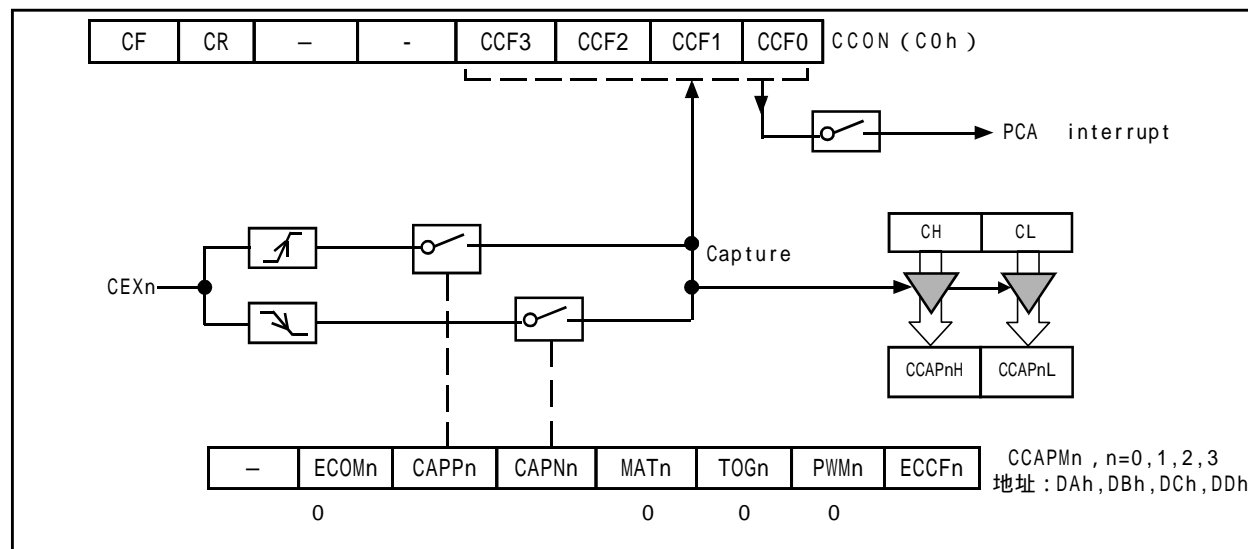 CF CR – - CCF3 CCF2 CCF1 CCF0 CCON ( C0h )
PCA interrupt
CH CL
Capture
CEXn
CCAPnH CCAPnL
– ECOMn CAPPn CAPNn MATn TOGn PWMn ECCFn CCAPMn , n=0,1,2,3
地址 : DAh,DBh,DCh,DDh
0 0 0 0